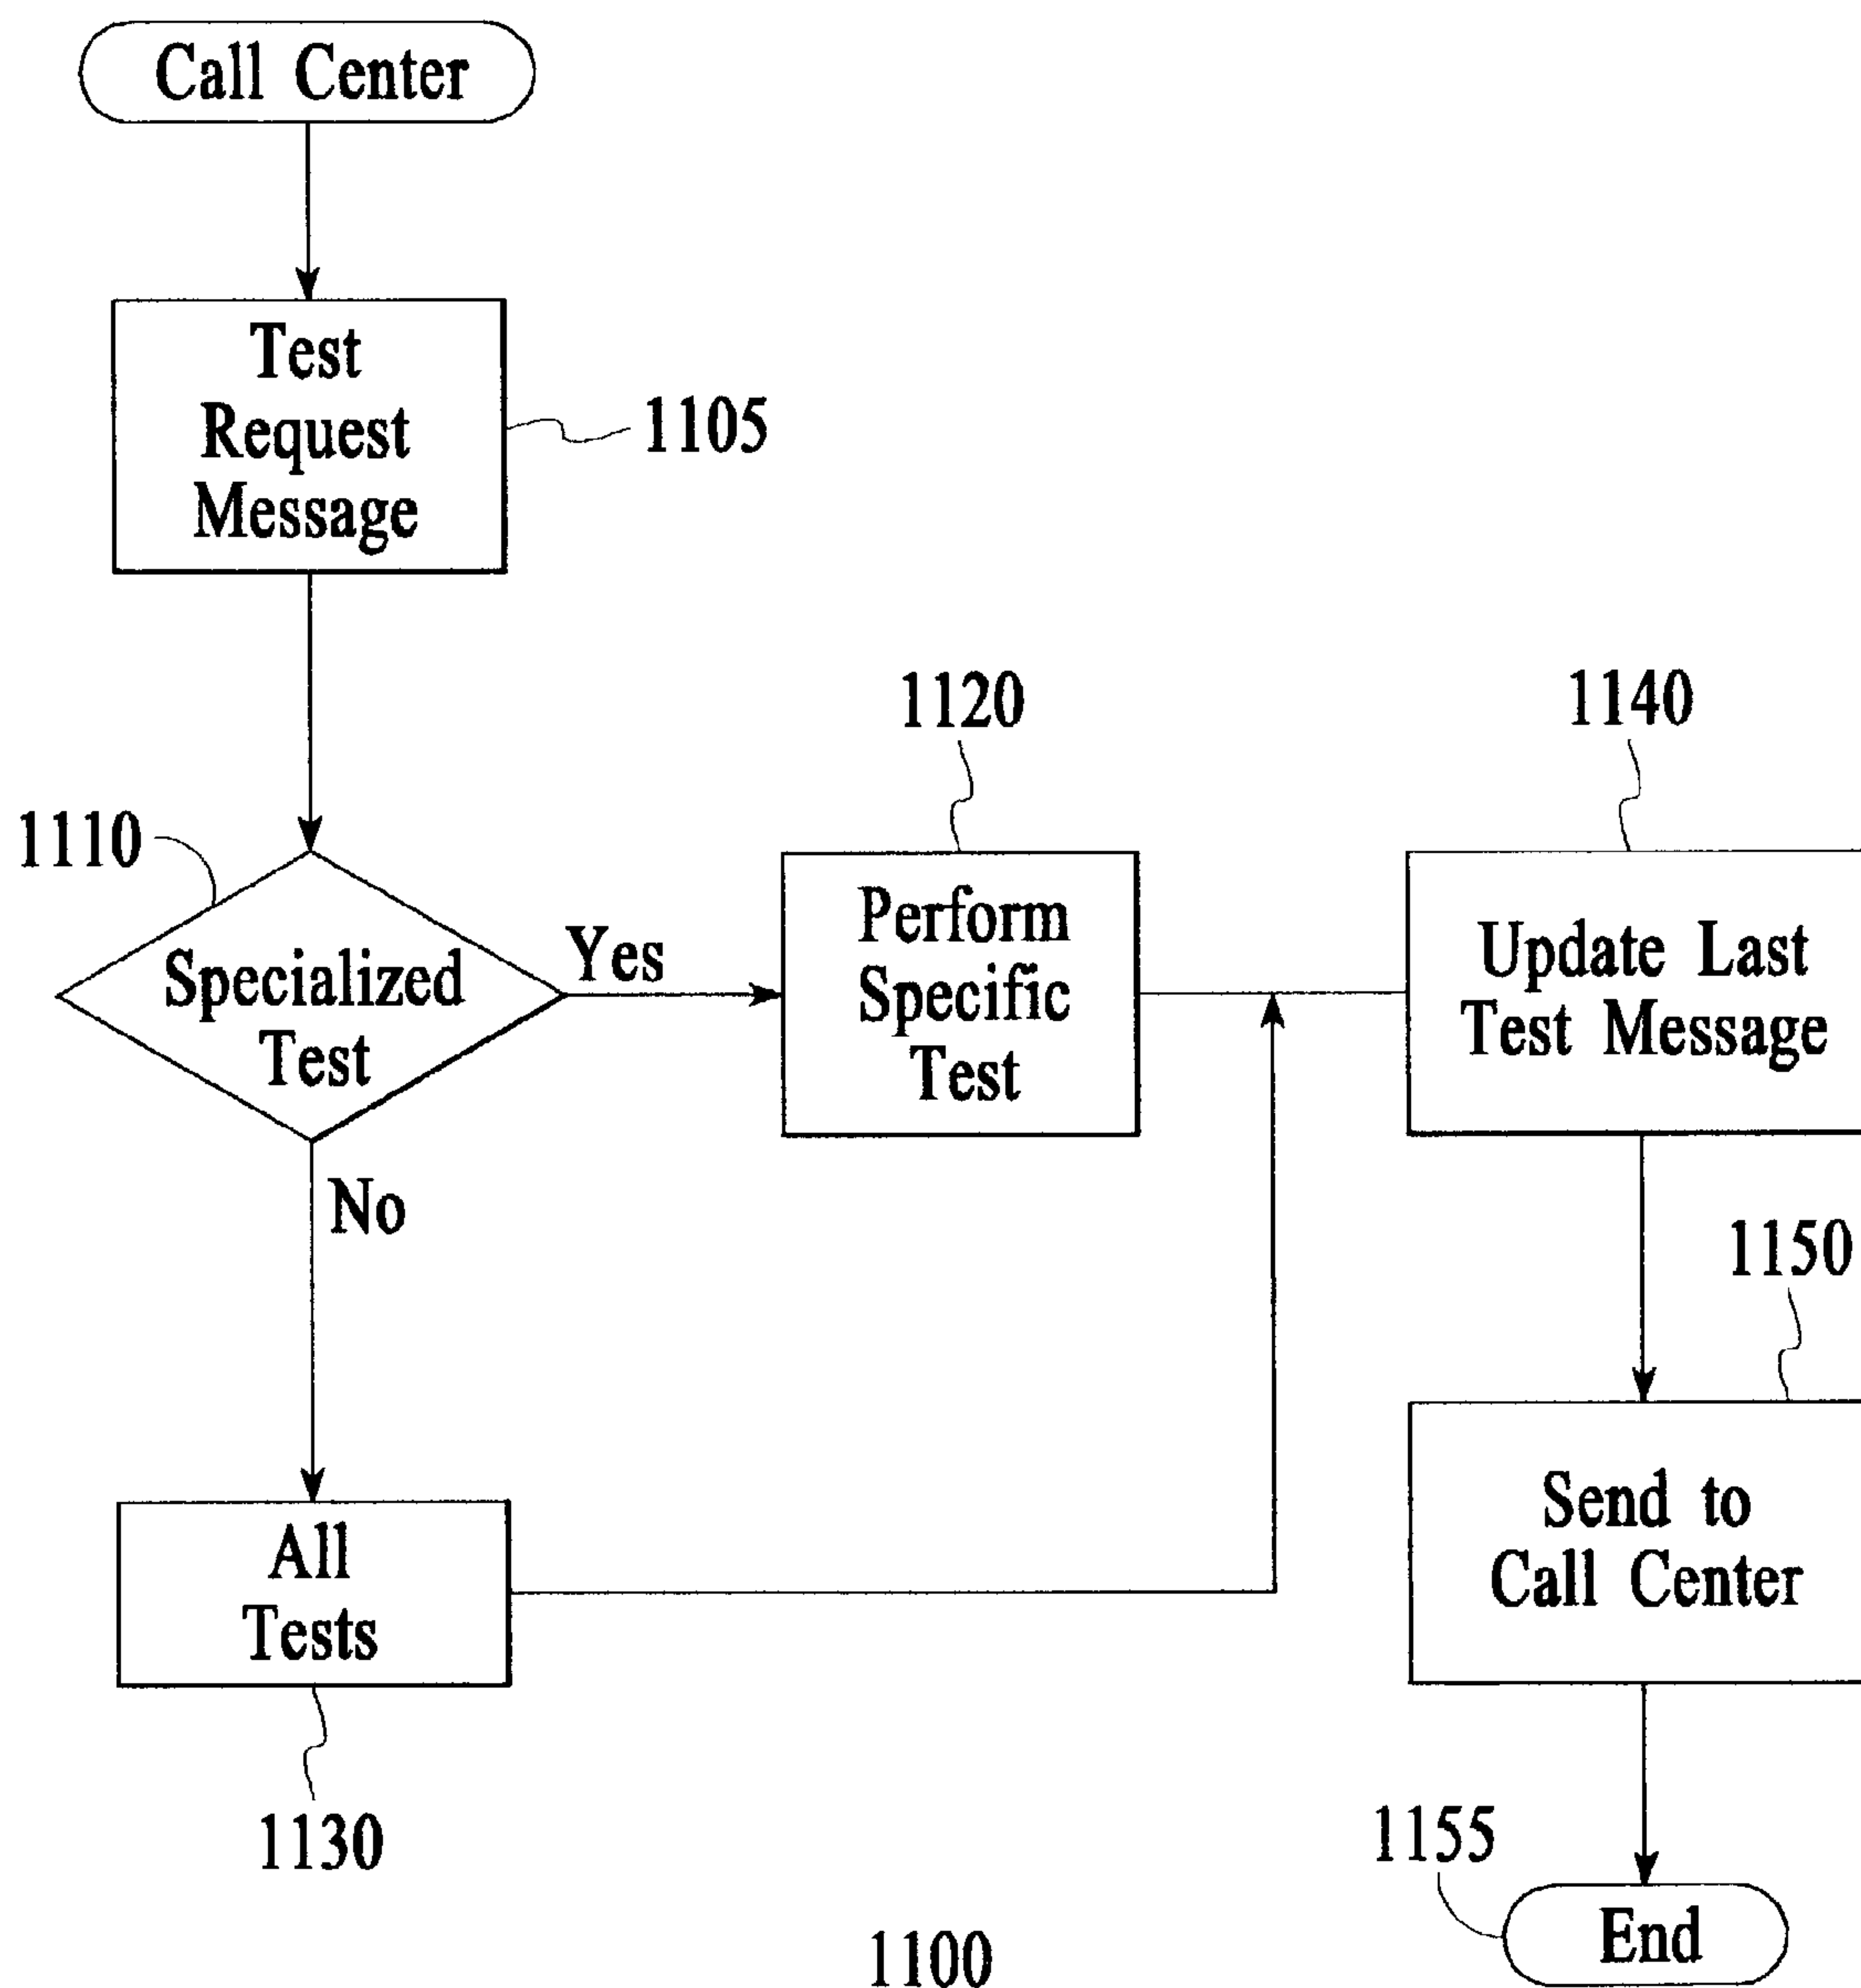 Call Center
Test
Request
Message
1105
1110
Specialized
Test
Yes
No
1120
Perform
Specific
Test
1140
Update Last
Test Message
1150
Send to
Call Center
All
Tests
1130
1155
End
1100